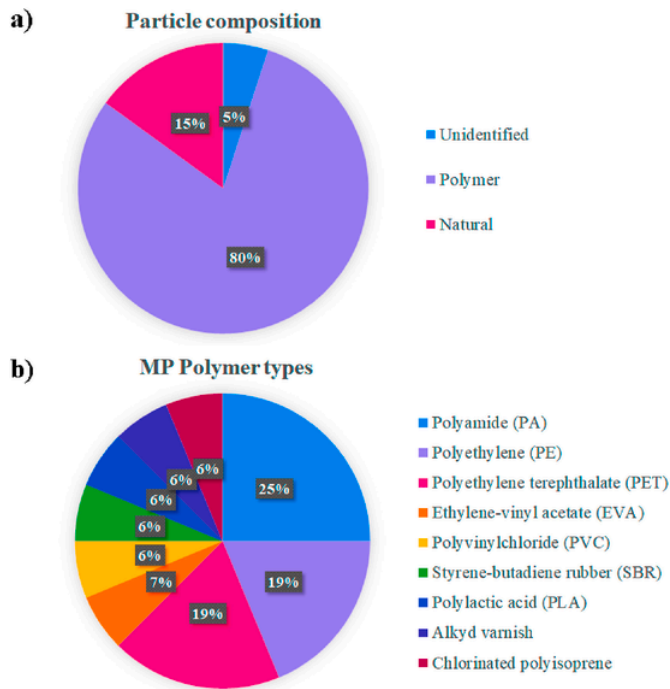 a)
Particle composition
5%
15%
80%
Unidentified
Polymer
Natural
b)
MP Polymer types
25%
19%
19%
7%
6%
6%
6%
6%
6%
Polyamide (PA)
Polyethylene (PE)
Polyethylene terephthalate (PET)
Ethylene-vinyl acetate (EVA)
Polyvinylchloride (PVC)
Styrene-butadiene rubber (SBR)
Polylactic acid (PLA)
Alkyd varnish
Chlorinated polyisoprene